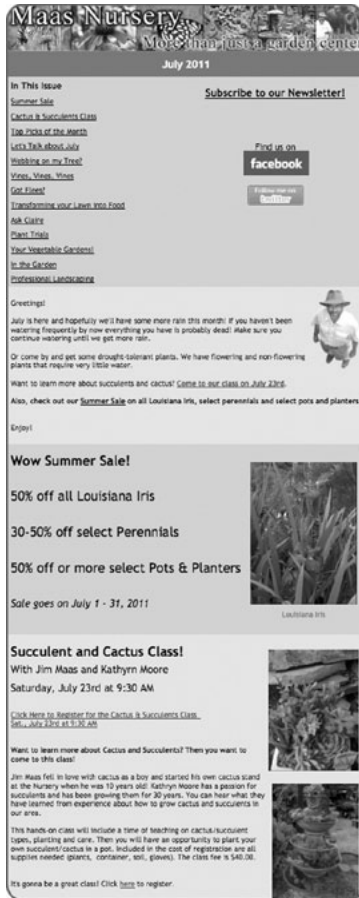 Maas Nursery
More than just a garden center
July 2011
In This Issue
Summer Sale
Cactus & Succulents Class
Top Picks of the Month
Let's Talk about July
Webbing on my Tree?
Vines, Vines, Vines
Got Flies?
Transforming your Lawn into Food
Ask Claire
Plant Trials
Your Vegetable Gardens!
In the Garden
Professional Landscaping
Subscribe to our Newsletter!
Find us on
facebook
Follow me on
twitter
Greetings!
July is here and hopefully we'll have some more rain this month! If you haven't been
watering frequently by now everything you have is probably dead! Make sure you
continue watering until we get more rain.
Or come by and get some drought-tolerant plants. We have flowering and non-flowering
plants that require very little water.
Want to learn more about succulents and cactus? Come to our class on July 23rd.
Also, check out our Summer Sale on all Louisiana Iris, select perennials and select pots and planters
Enjoy!
Wow Summer Sale!
50% off all Louisiana Iris
30-50% off select Perennials
50% off or more select Pots & Planters
Sale goes on July 1 - 31, 2011
Louisiana Iris
Succulent and Cactus Class!
With Jim Maas and Kathyrn Moore
Saturday, July 23rd at 9:30 AM
Click Here to Register for the Cactus & Succulents Class
Sat., July 23rd at 9:30 AM
Want to learn more about Cactus and Succulents? Then you want to
come to this class!
Jim Maas fell in love with cactus as a boy and started his own cactus stand
at the Nursery when he was 10 years old! Kathryn Moore has a passion for
succulents and has been growing them for 30 years. You can hear what they
have learned from experience about how to grow cactus and succulents in
our area.
This hands-on class will include a time of teaching on cactus/succulent
types, planting and care. Then you will have an opportunity to plant your
own succulent/cactus in a pot. Included in the cost of registration are all
supplies needed (plants, container, soil, gloves). The class fee is $40.00.
It's gonna be a great class! Click here to register.